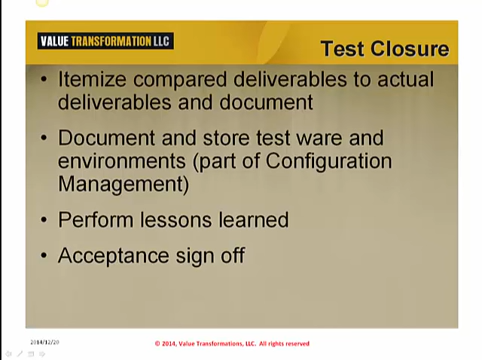 VALUE TRANSFORMATION LLC
Test Closure
• Itemize compared deliverables to actual
deliverables and document
• Document and store test ware and
environments (part of Configuration
Management)
• Perform lessons learned
• Acceptance sign off
© 2014, Value Transformations, LLC. All rights reserved